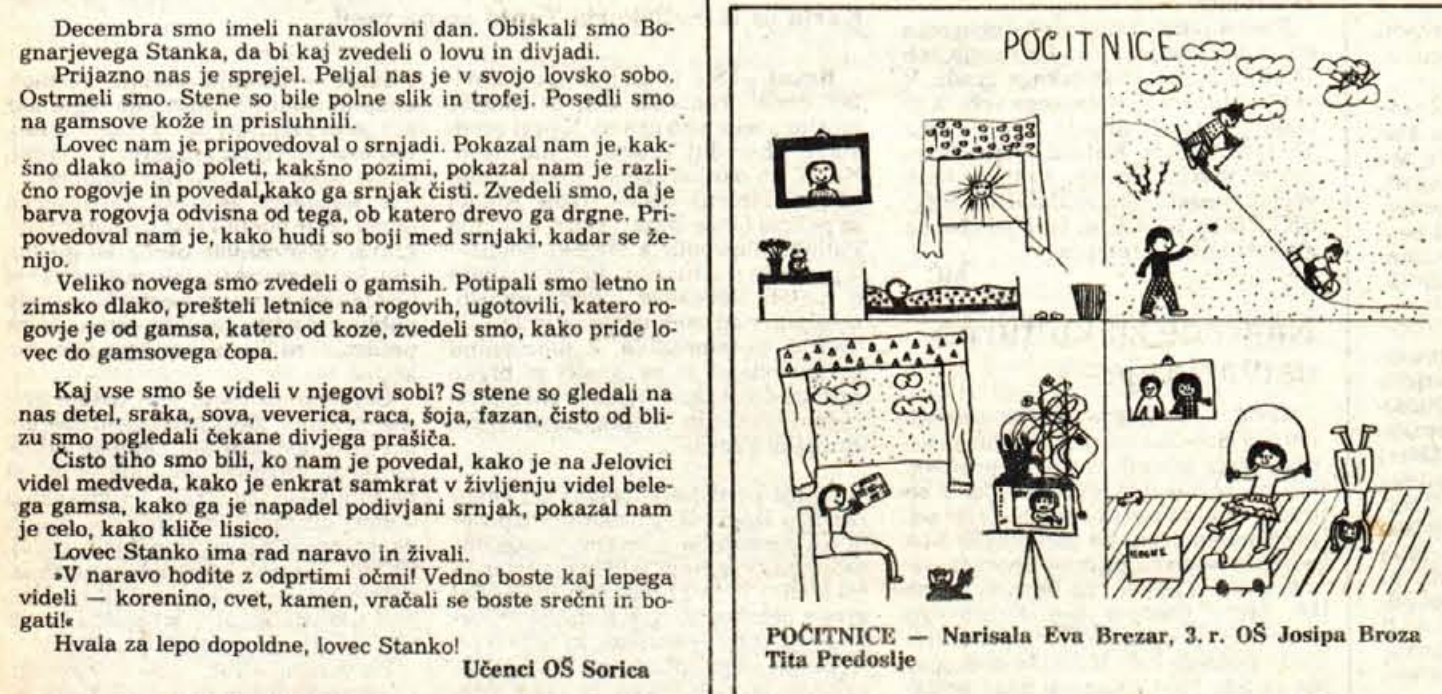 Decembra smo imeli naravoslovni dan. Obiskali smo Bo-
gnarjevega Stanka, da bi kaj zvedeli o lovu in divjadi.
Prijazno nas je sprejel. Peljal nas je v svojo lovsko sobo.
Ostrmeli smo. Stene so bile polne slik in trofej. Posedli smo
na gamsove kože in prisluhnili.
Lovec nam je pripovedoval o srnjadi. Pokazal nam je, kak-
šno dlako imajo poleti, kakšno pozimi, pokazal nam je razli-
čno rogovje in povedal, kako ga srnjak čisti. Zvedeli smo, da je
barva rogovja odvisna od tega, ob katero drevo ga drgne. Pri-
povedoval nam je, kako hudi so boji med srnjaki, kadar se že-
nijo.
Veliko novega smo zvedeli o gamsih. Potipali smo letno in
zimsko dlako, prešteli letnice na rogovih, ugotovili, katero ro-
govje je od gamsa, katero od koze, zvedeli smo, kako pride lo-
vec do gamsovega čopa.
Kaj vse smo še videli v njegovi sobi? S stene so gledali na
nas detel, sraka, sova, veverica, raca, šoja, fazan, čisto od bli-
zu smo pogledali čekane divjega prašiča.
Čisto tiho smo bili, ko nam je povedal, kako je na Jelovici
videl medveda, kako je enkrat samkrat v življenju videl bele-
ga gamsa, kako ga je napadel podivjani srnjak, pokazal nam
je celo, kako kliče lisico.
Lovec Stanko ima rad naravo in živali.
»V naravo hodite z odprtimi očmi! Vedno boste kaj lepega
videli — korenino, cvet, kamen, vračali se boste srečni in bo-
gati!«
Hvala za lepo dopoldne, lovec Stanko!
Učenci OŠ Sorica
POČITNICE
POČITNICE — Narisala Eva Brezar, 3. r. OŠ Josipa Broza
Tita Predoslje